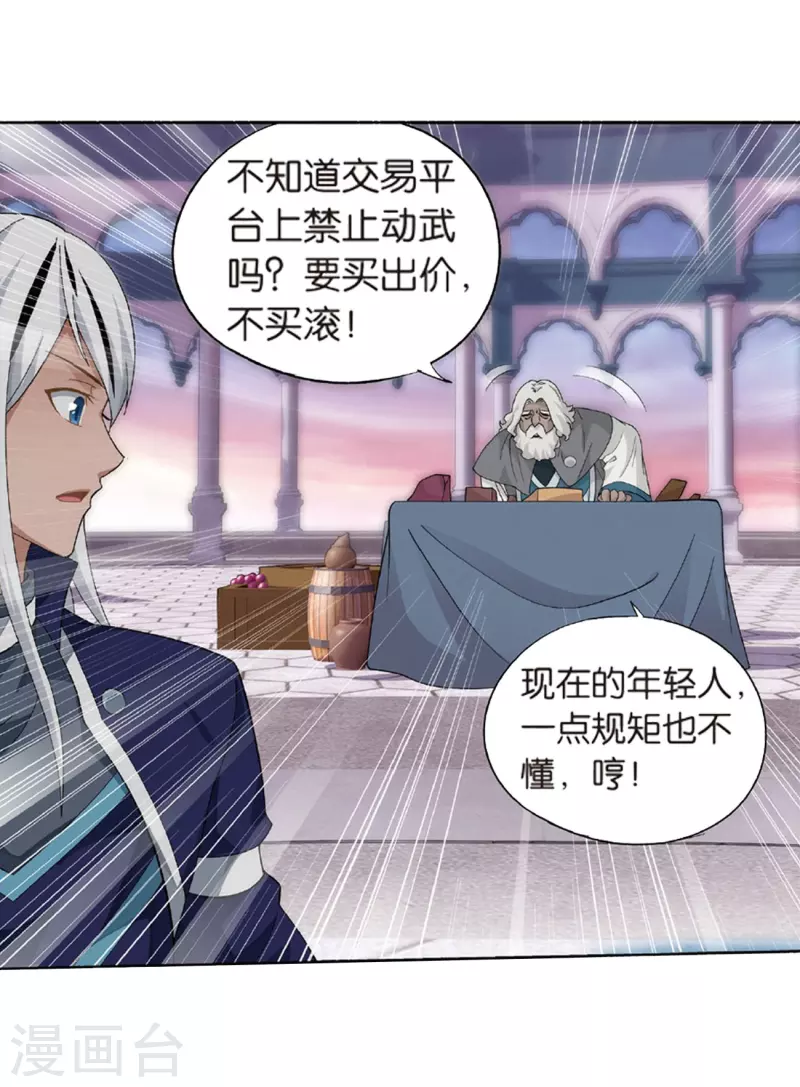 不知道交易平
台上禁止动武
吗？要买出价，
不买滚！
现在的年轻人，
一点规矩也不
懂，哼！
漫画台